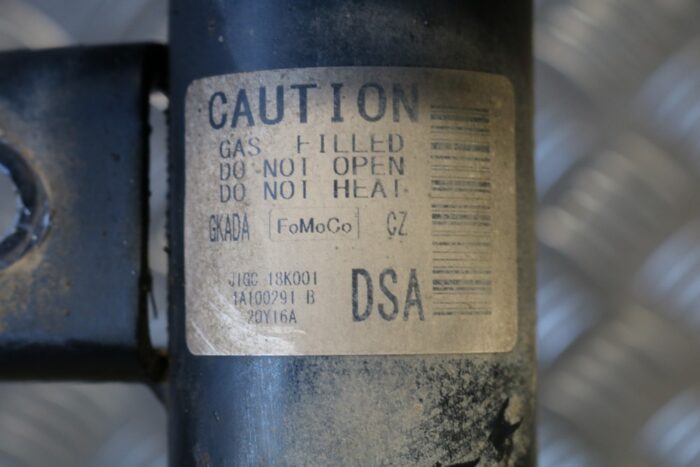 CAUTION
GAS FILLED
DO NOT OPEN
DO NOT HEAT
GKADA FoMoCo CZ
J1GC 18K001
1A100291 B
20Y16A
DSA